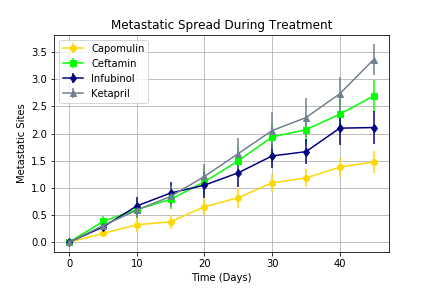 Metastatic Spread During Treatment
Capomulin
Ceftamin
Infubinol
Ketapril
Metastatic Sites
3.5
3.0
2.5
2.0
1.5
1.0
0.5
0.0
0 10 20 30 40
Time (Days)